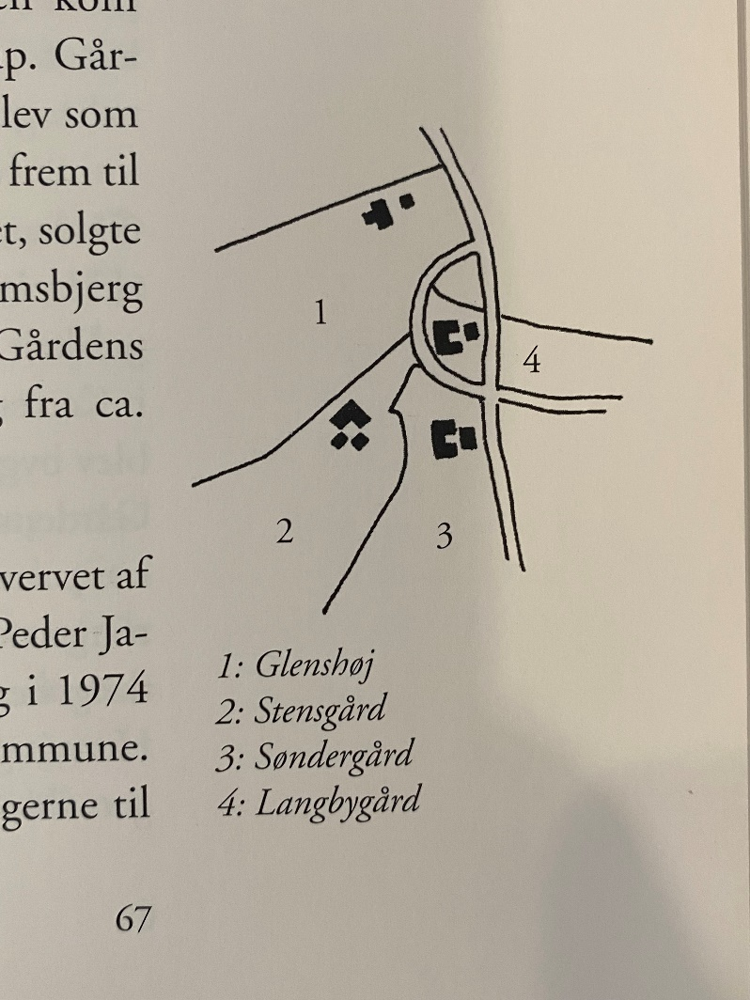 kom
Går-
lev som
frem til
solgte
msbjerg
Gårdens
fra ca.
vervet af
Peder Ja-
i 1974
mmune.
gerne til
67
1
4
2
3
1: Glenshøj
2: Stensgård
3: Søndergård
4: Langbygård